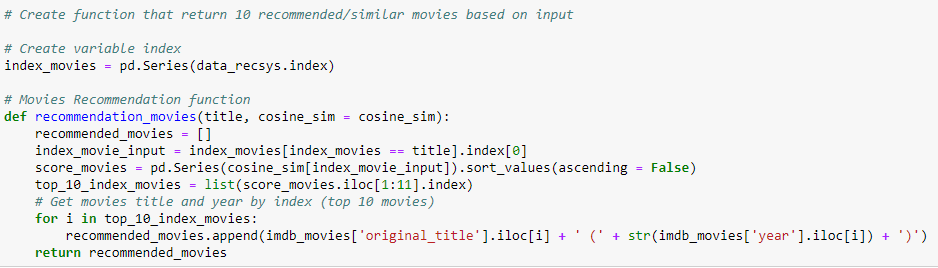 # Create function that return 10 recommended/similar movies based on input

# Create variable index
index_movies = pd.Series(data_recsys.index)

# Movies Recommendation function
def recommendation_movies(title, cosine_sim = cosine_sim):
    recommended_movies = []
    index_movie_input = index_movies[index_movies == title].index[0]
    score_movies = pd.Series(cosine_sim[index_movie_input]).sort_values(ascending = False)
    top_10_index_movies = list(score_movies.iloc[1:11].index)
    # Get movies title and year by index (top 10 movies)
    for i in top_10_index_movies:
        recommended_movies.append(imdb_movies['original_title'].iloc[i] + ' (' + str(imdb_movies['year'].iloc[i]) + ')')
    return recommended_movies